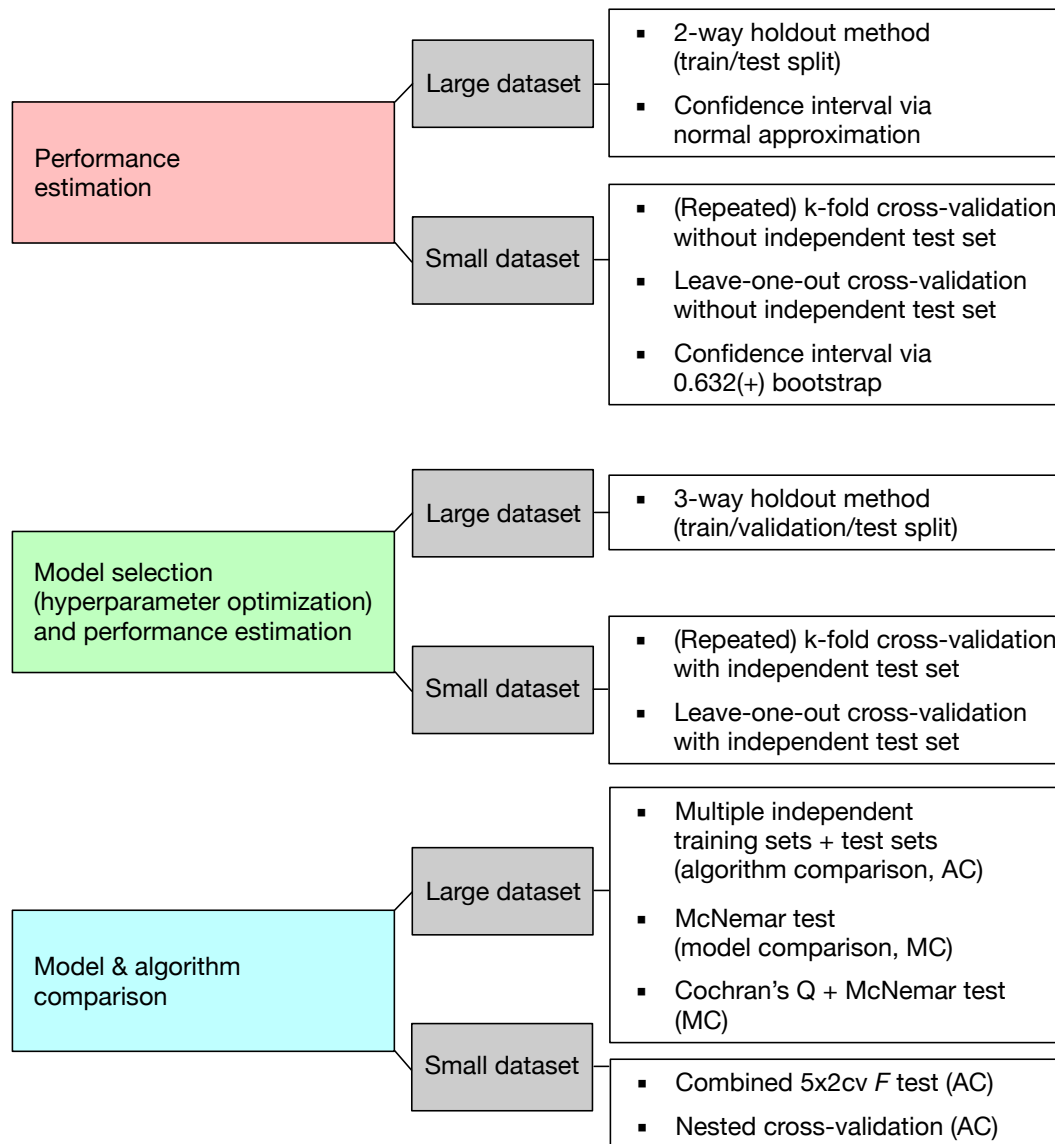 Performance
estimation
Large dataset
▪ 2-way holdout method
(train/test split)
▪ Confidence interval via
normal approximation
Small dataset
▪ (Repeated) k-fold cross-validation
without independent test set
▪ Leave-one-out cross-validation
without independent test set
▪ Confidence interval via
0.632(+) bootstrap
Model selection
(hyperparameter optimization)
and performance estimation
Large dataset
▪ 3-way holdout method
(train/validation/test split)
Small dataset
▪ (Repeated) k-fold cross-validation
with independent test set
▪ Leave-one-out cross-validation
with independent test set
Model & algorithm
comparison
Large dataset
▪ Multiple independent
training sets + test sets
(algorithm comparison, AC)
▪ McNemar test
(model comparison, MC)
▪ Cochran’s Q + McNemar test
(MC)
Small dataset
▪ Combined 5x2cv F test (AC)
▪ Nested cross-validation (AC)